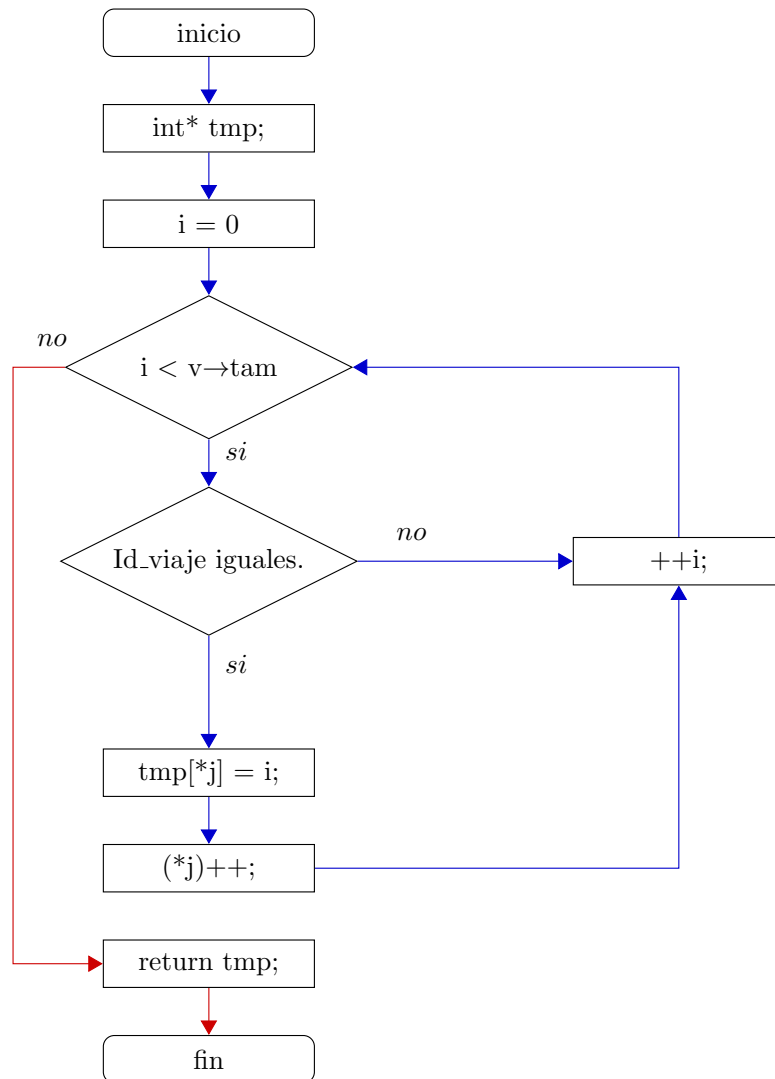 inicio
int* tmp;
i = 0
no
i < v→tam
si
Id_viaje iguales.
no
++i;
si
tmp[*j] = i;
(*j)++;
return tmp;
fin